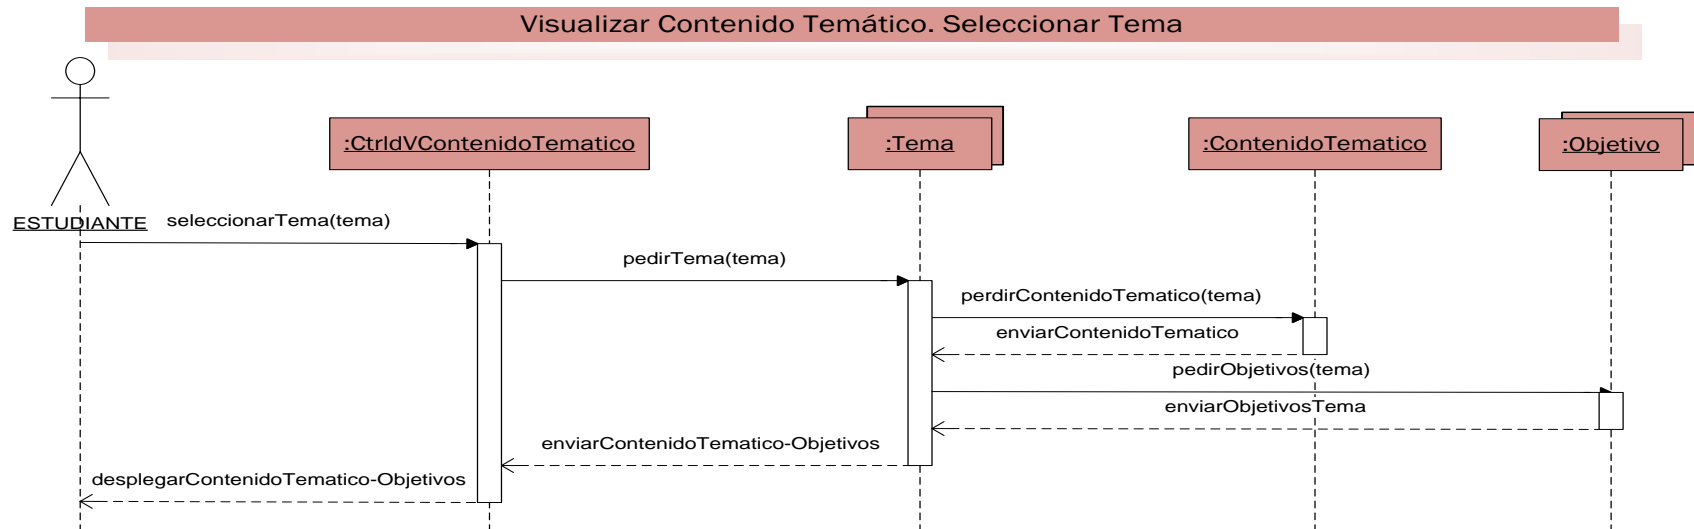 Visualizar Contenido Temático. Seleccionar Tema
:CtrldVContenidoTematico
:Tema
:ContenidoTematico
:Objetivo
ESTUDIANTE
seleccionarTema(tema)
pedirTema(tema)
perdirContenidoTematico(tema)
enviarContenidoTematico
pedirObjetivos(tema)
enviarObjetivosTema
enviarContenidoTematico-Objetivos
desplegarContenidoTematico-Objetivos